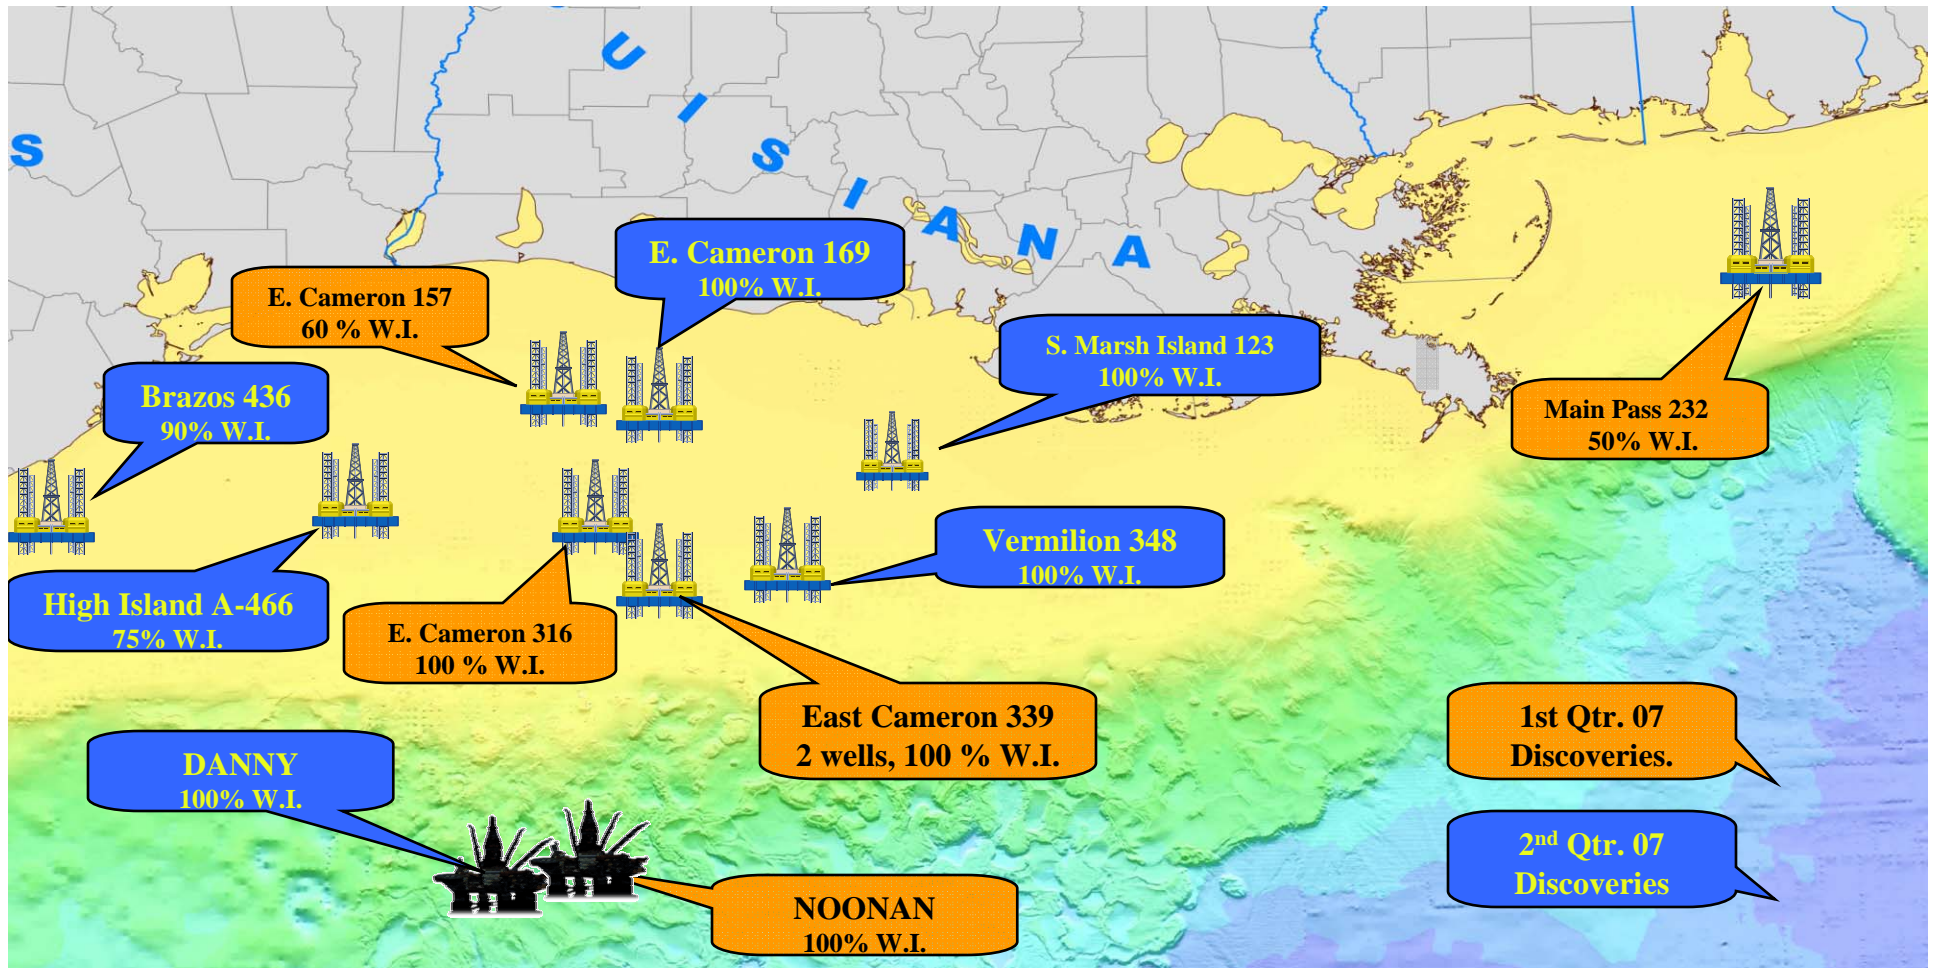 S
U I S I A N A
E. Cameron 169
100% W.I.
E. Cameron 157
60 % W.I.
S. Marsh Island 123
100% W.I.
Brazos 436
90% W.I.
Main Pass 232
50% W.I.
Vermilion 348
100% W.I.
High Island A-466
75% W.I.
E. Cameron 316
100 % W.I.
East Cameron 339
2 wells, 100 % W.I.
1st Qtr. 07
Discoveries.
DANNY
100% W.I.
2nd Qtr. 07
Discoveries
NOONAN
100% W.I.